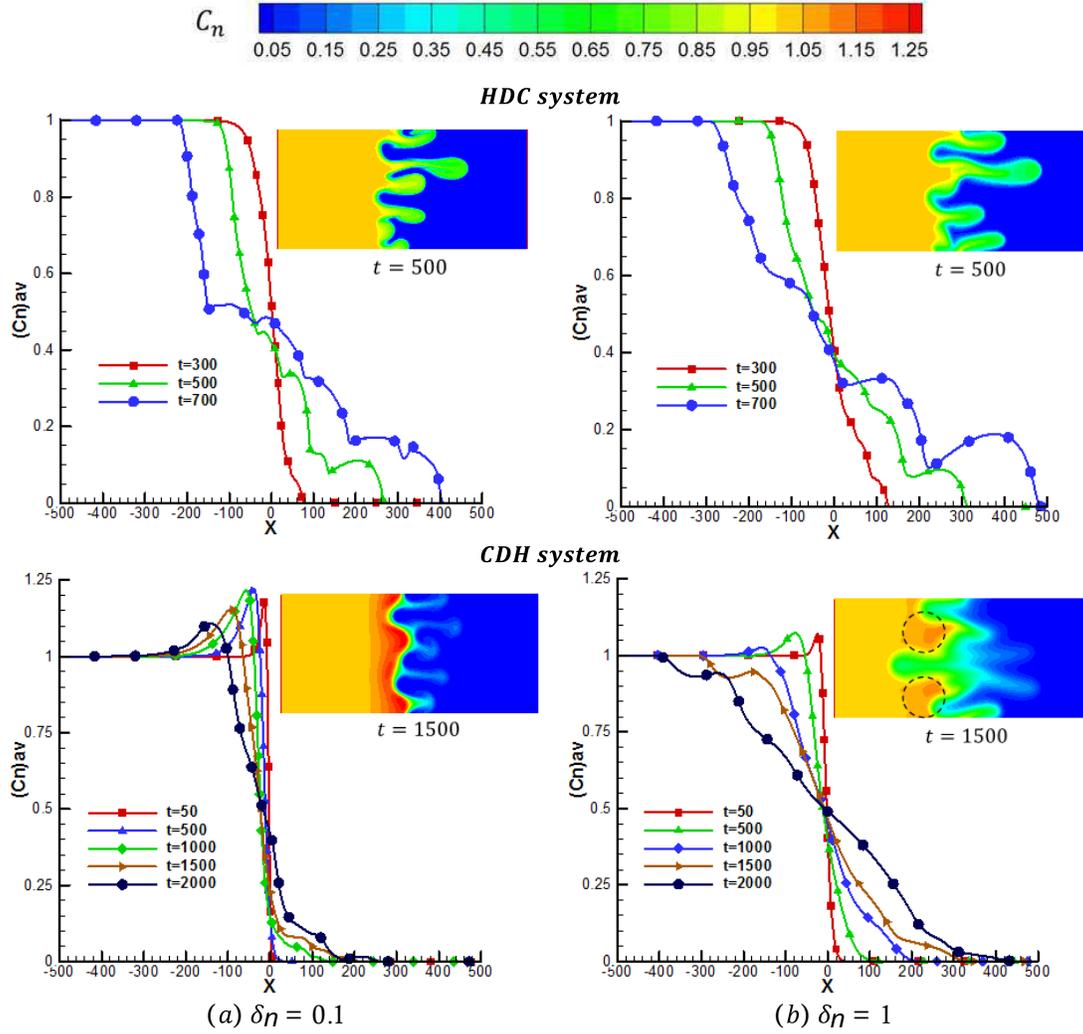 Cₙ
0.05 0.15 0.25 0.35 0.45 0.55 0.65 0.75 0.85 0.95 1.05 1.15 1.25
HDC system
1
0.8
0.6
0.4
0.2
0
(Cn)av
t = 500
t=300
t=500
t=700
-500 -400 -300 -200 -100 0 100 200 300 400 500
X
1
0.8
0.6
0.4
0.2
0
(Cn)av
t = 500
t=300
t=500
t=700
-500 -400 -300 -200 -100 0 100 200 300 400 500
X
CDH system
1.25
1
0.75
0.5
0.25
0
(Cn)av
t = 1500
t=50
t=500
t=1000
t=1500
t=2000
-500 -400 -300 -200 -100 0 100 200 300 400 500
X
1.25
1
0.75
0.5
0.25
0
(Cn)av
t = 1500
t=50
t=500
t=1000
t=1500
t=2000
-500 -400 -300 -200 -100 0 100 200 300 400 500
X
(a) δn = 0.1
(b) δn = 1